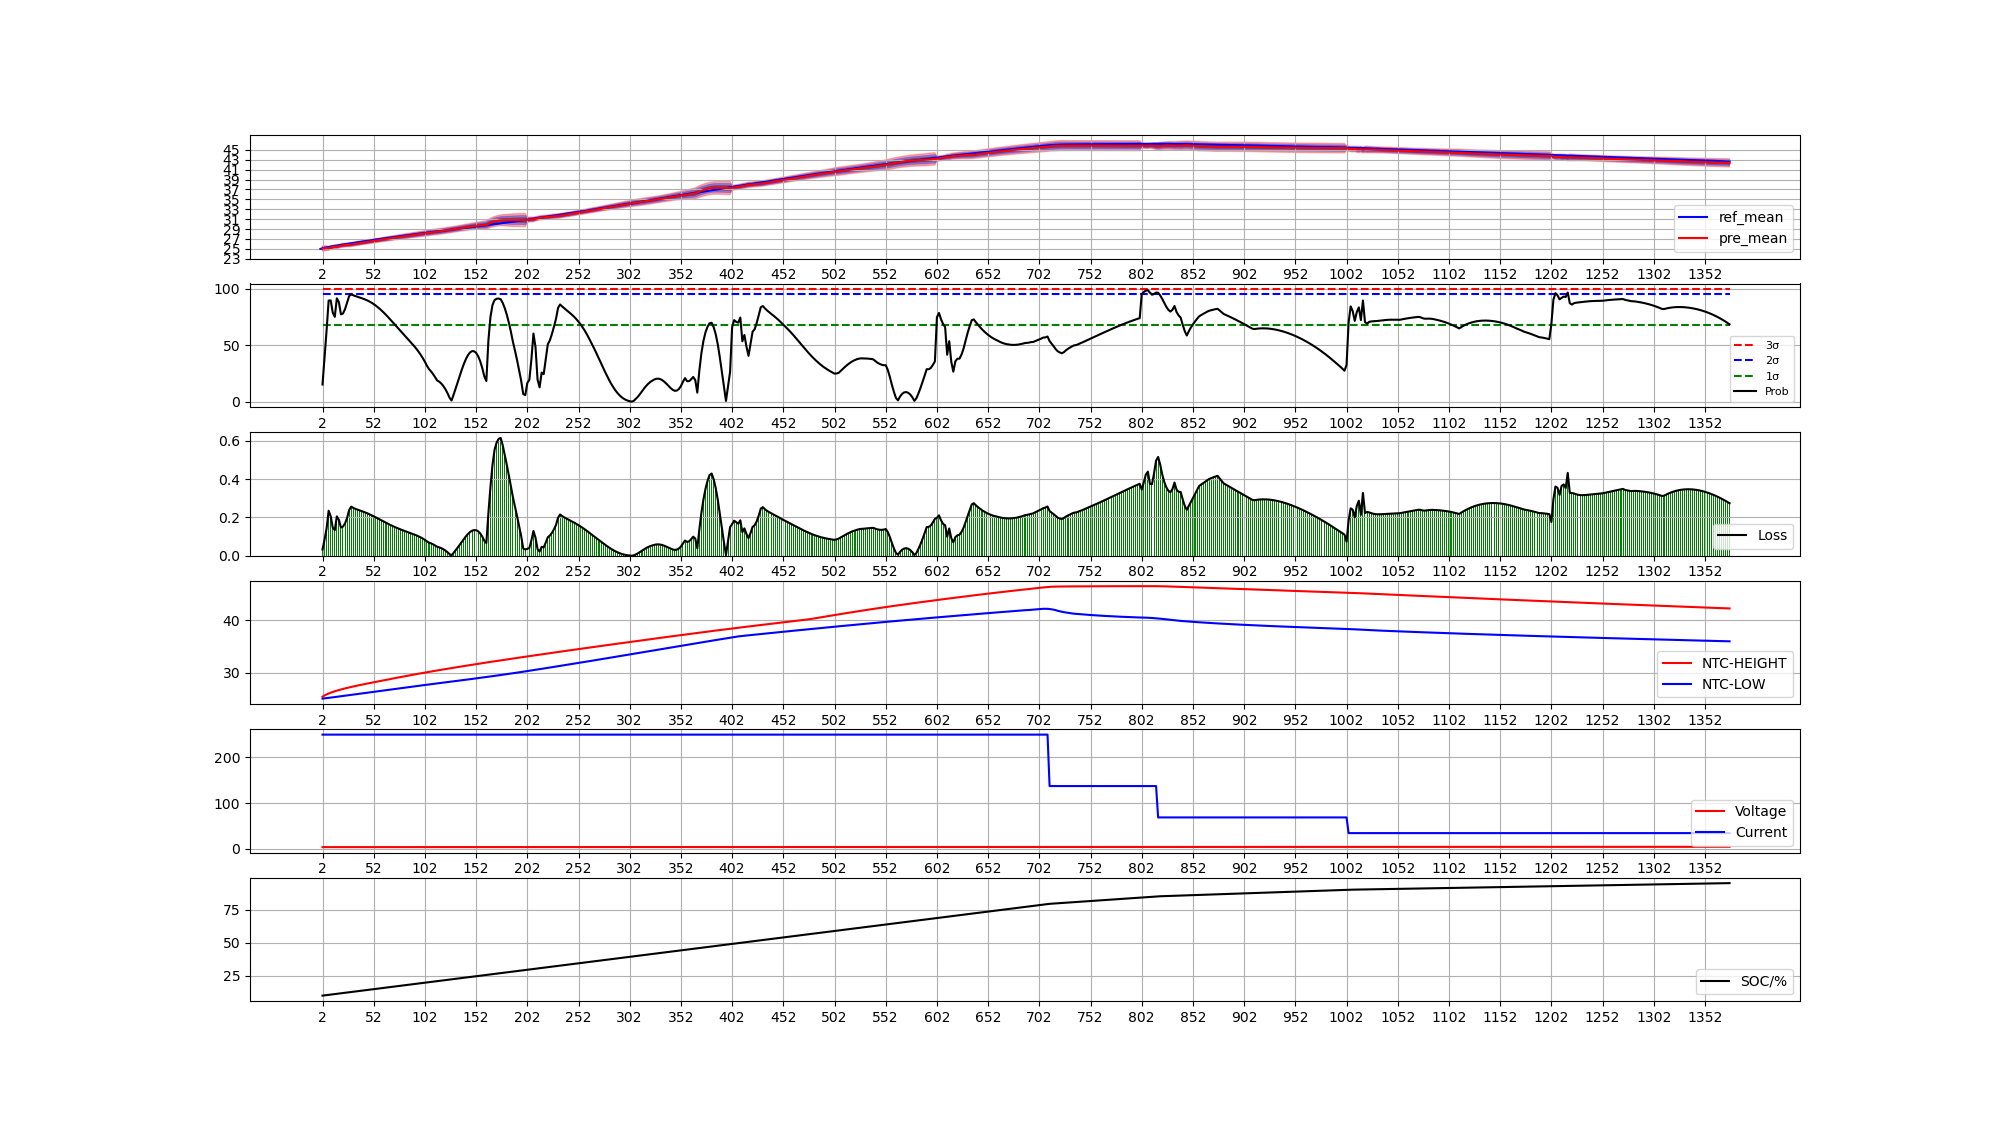 45
43
41
39
37
35
33
31
29
27
25
23
ref_mean
pre_mean
2 52 102 152 202 252 302 352 402 452 502 552 602 652 702 752 802 852 902 952 1002 1052 1102 1152 1202 1252 1302 1352
100
50
0
3σ
2σ
1σ
Prob
2 52 102 152 202 252 302 352 402 452 502 552 602 652 702 752 802 852 902 952 1002 1052 1102 1152 1202 1252 1302 1352
0.6
0.4
0.2
0.0
Loss
2 52 102 152 202 252 302 352 402 452 502 552 602 652 702 752 802 852 902 952 1002 1052 1102 1152 1202 1252 1302 1352
40
30
NTC-HEIGHT
NTC-LOW
2 52 102 152 202 252 302 352 402 452 502 552 602 652 702 752 802 852 902 952 1002 1052 1102 1152 1202 1252 1302 1352
200
100
0
Voltage
Current
2 52 102 152 202 252 302 352 402 452 502 552 602 652 702 752 802 852 902 952 1002 1052 1102 1152 1202 1252 1302 1352
75
50
25
SOC/%
2 52 102 152 202 252 302 352 402 452 502 552 602 652 702 752 802 852 902 952 1002 1052 1102 1152 1202 1252 1302 1352